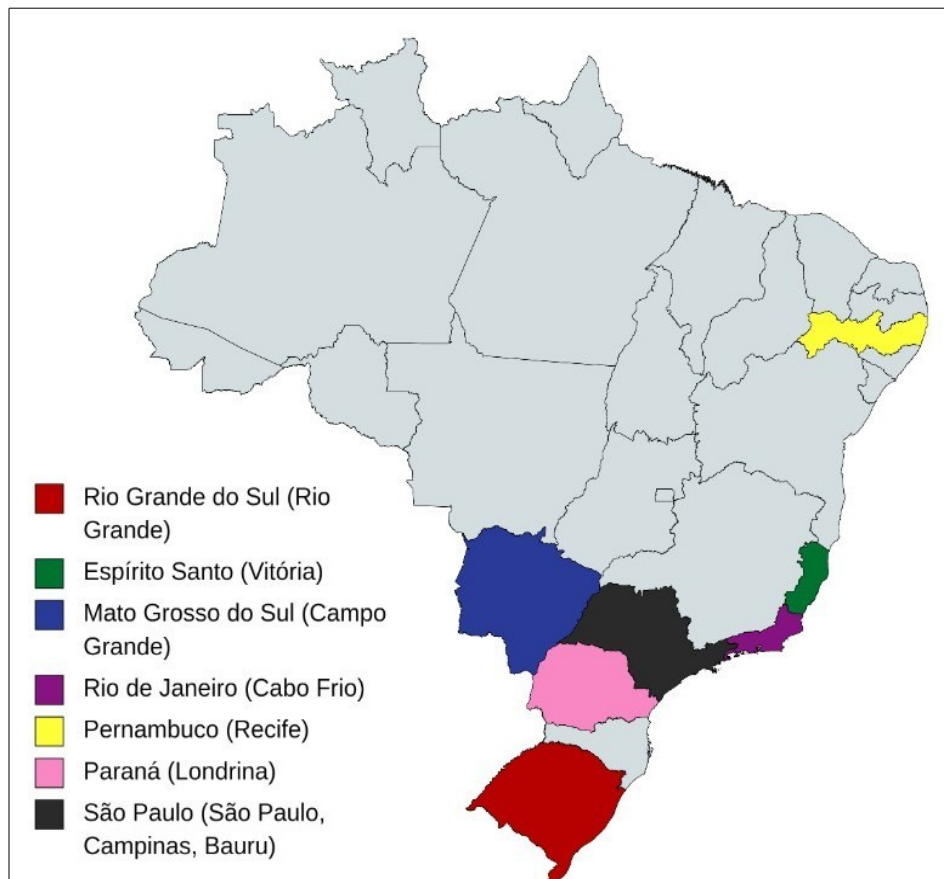 Rio Grande do Sul (Rio
Grande)
Espírito Santo (Vitória)
Mato Grosso do Sul (Campo
Grande)
Rio de Janeiro (Cabo Frio)
Pernambuco (Recife)
Paraná (Londrina)
São Paulo (São Paulo,
Campinas, Bauru)